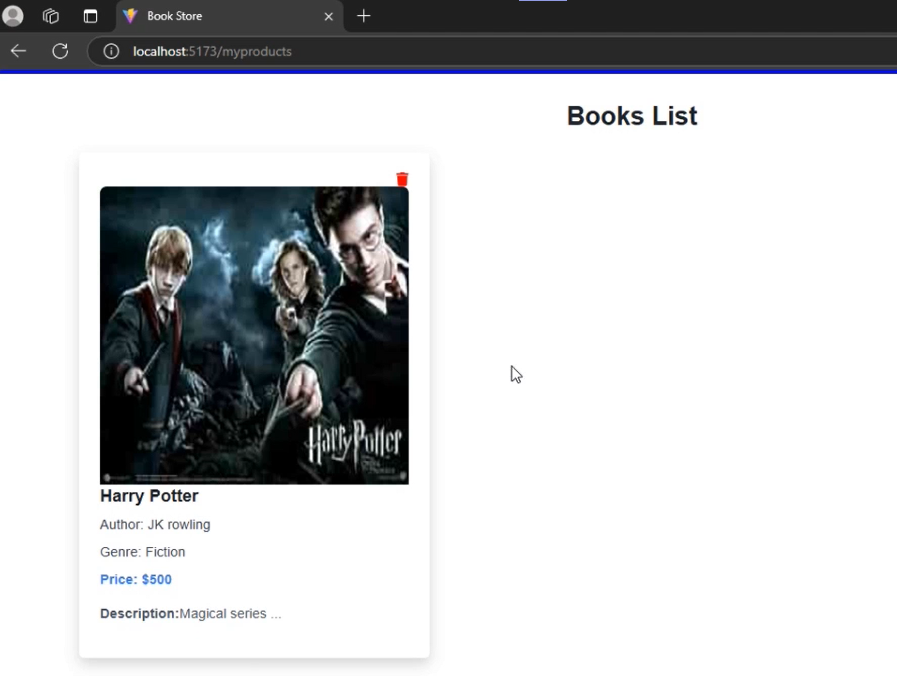 Book Store
localhost:5173/myproducts
Books List
Harry Potter
Harry Potter
Author: JK rowling
Genre: Fiction
Price: $500
Description:Magical series ...